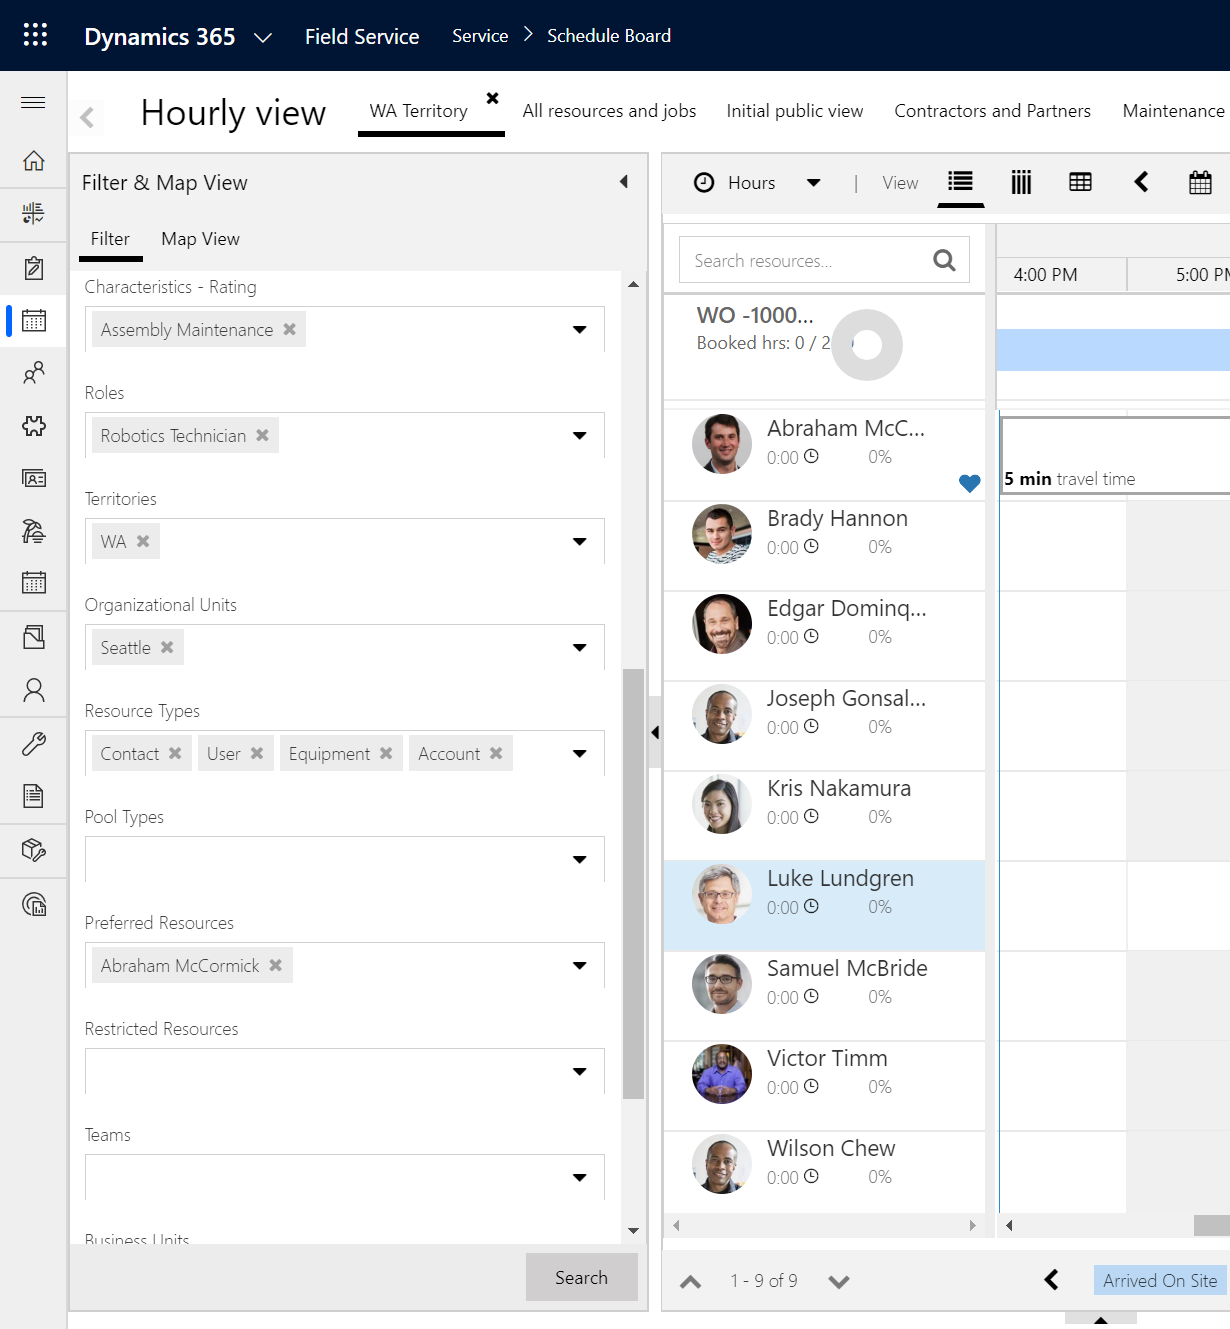 Dynamics 365 Field Service Service Schedule Board
Hourly view WA Territory All resources and jobs Initial public view Contractors and Partners Maintenance
Filter & Map View
Filter Map View
Characteristics - Rating
Assembly Maintenance
Roles
Robotics Technician
Territories
WA
Organizational Units
Seattle
Resource Types
Contact User Equipment Account
Pool Types
Preferred Resources
Abraham McCormick
Restricted Resources
Teams
Business Units
Search
Hours | View
Search resources...
4:00 PM 5:00 PM
WO -1000...
Booked hrs: 0 / 2
Abraham McC...
0:00 0%
5 min travel time
Brady Hannon
0:00 0%
Edgar Dominq...
0:00 0%
Joseph Gonsal...
0:00 0%
Kris Nakamura
0:00 0%
Luke Lundgren
0:00 0%
Samuel McBride
0:00 0%
Victor Timm
0:00 0%
Wilson Chew
0:00 0%
1 - 9 of 9
Arrived On Site